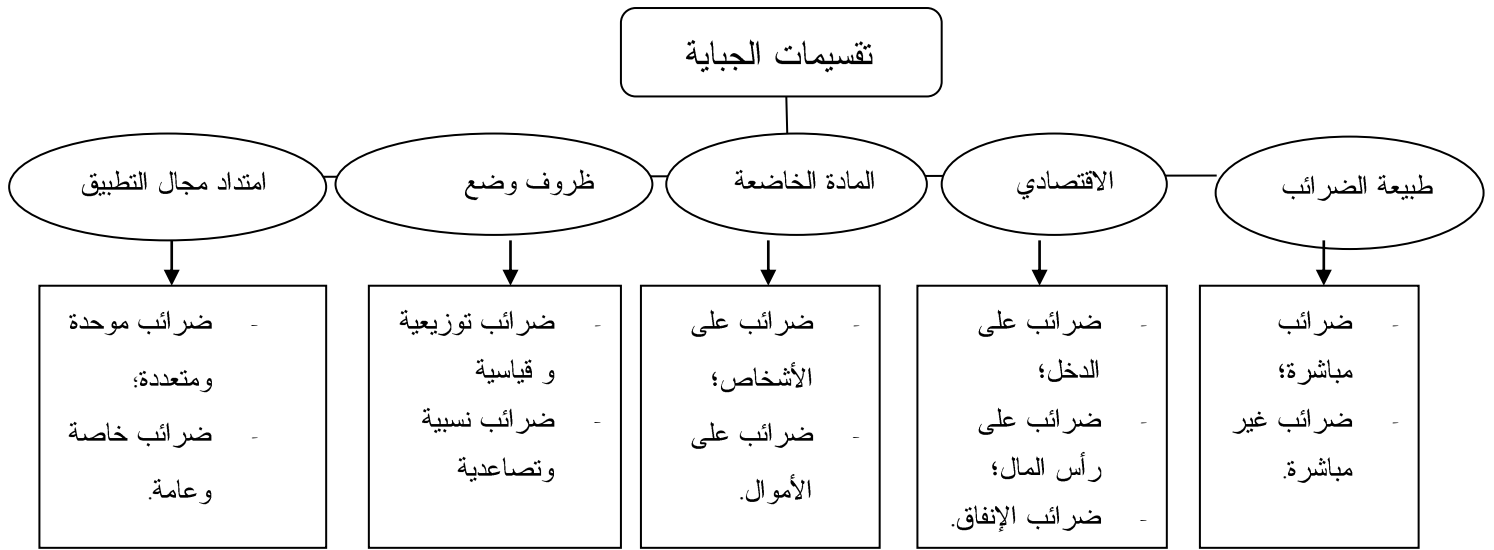 تقسيمات الجباية
طبيعة الضرائب
الاقتصادي
المادة الخاضعة
ظروف وضع
امتداد مجال التطبيق
- ضرائب
مباشرة؛
- ضرائب غير
مباشرة.
- ضرائب على
الدخل؛
- ضرائب على
رأس المال؛
- ضرائب الإنفاق.
- ضرائب على
الأشخاص؛
- ضرائب على
الأموال.
- ضرائب توزيعية
و قياسية
- ضرائب نسبية
وتصاعدية
- ضرائب موحدة
ومتعددة؛
- ضرائب خاصة
وعامة.